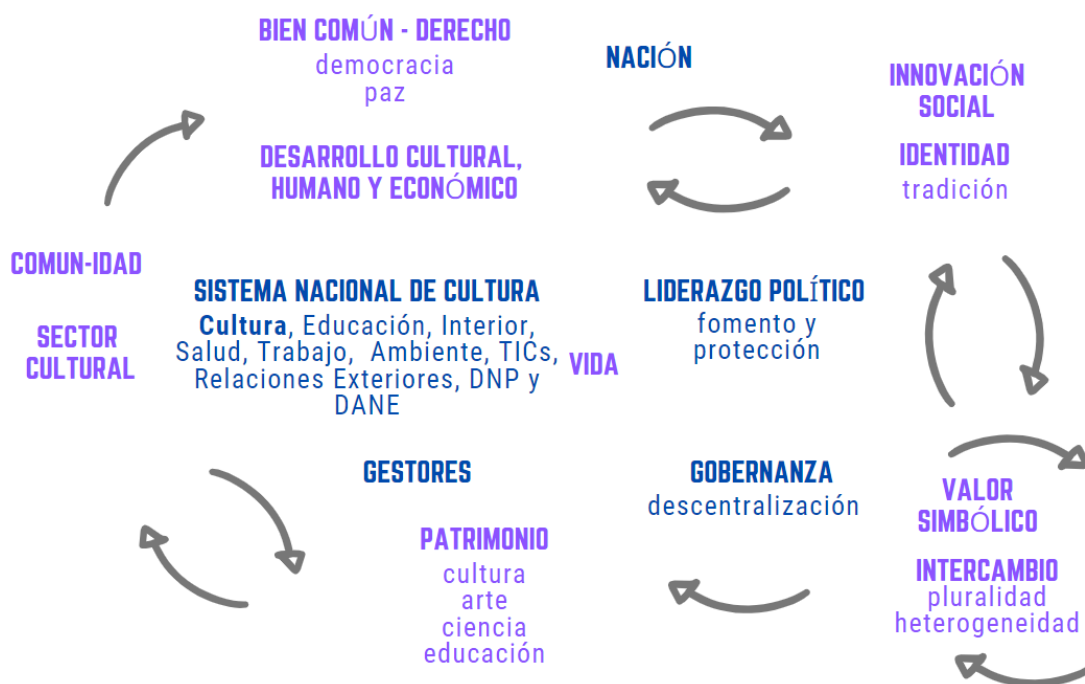 BIEN COMÚN - DERECHO
democracia
paz
NACIÓN
INNOVACIÓN
SOCIAL
DESARROLLO CULTURAL,
HUMANO Y ECONÓMICO
IDENTIDAD
tradición
COMUN-IDAD
SECTOR
CULTURAL
SISTEMA NACIONAL DE CULTURA
Cultura, Educación, Interior,
Salud, Trabajo, Ambiente, TICs,
Relaciones Exteriores, DNP y
DANE
VIDA
LIDERAZGO POLÍTICO
fomento y
protección
GESTORES
GOBERNANZA
descentralización
PATRIMONIO
cultura
arte
ciencia
educación
VALOR
SIMBÓLICO
INTERCAMBIO
pluralidad
heterogeneidad